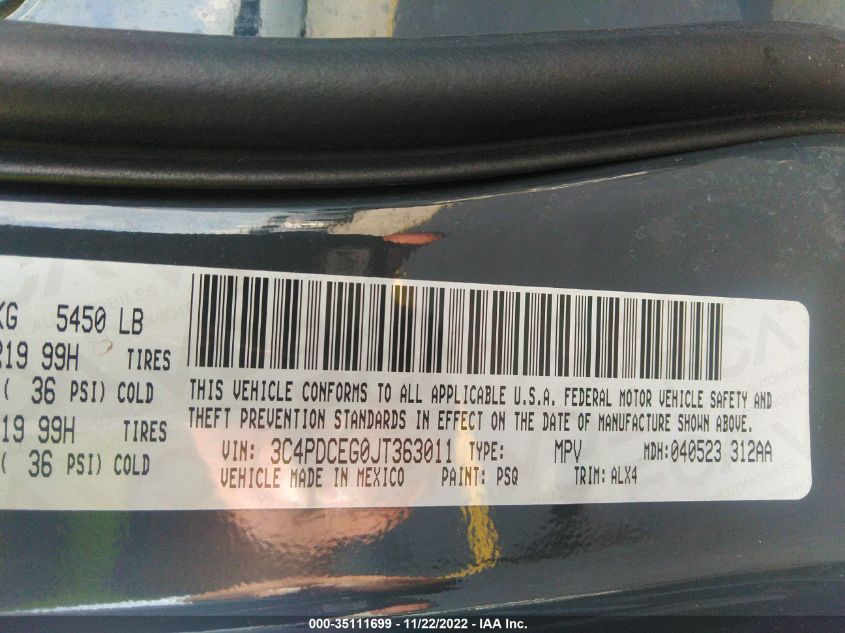 KG 5450 LB
R19 99H TIRES
( 36 PSI) COLD
19 99H TIRES
( 36 PSI) COLD
THIS VEHICLE CONFORMS TO ALL APPLICABLE U.S.A. FEDERAL MOTOR VEHICLE SAFETY AND
THEFT PREVENTION STANDARDS IN EFFECT ON THE DATE OF MANUFACTURE SHOWN ABOVE.
VIN: 3C4PDCEG0JT363011 TYPE: MPV MDH: 040523 312AA
VEHICLE MADE IN MEXICO PAINT: PSQ TRIM: ALX4
000-35111699 - 11/22/2022 - IAA Inc.